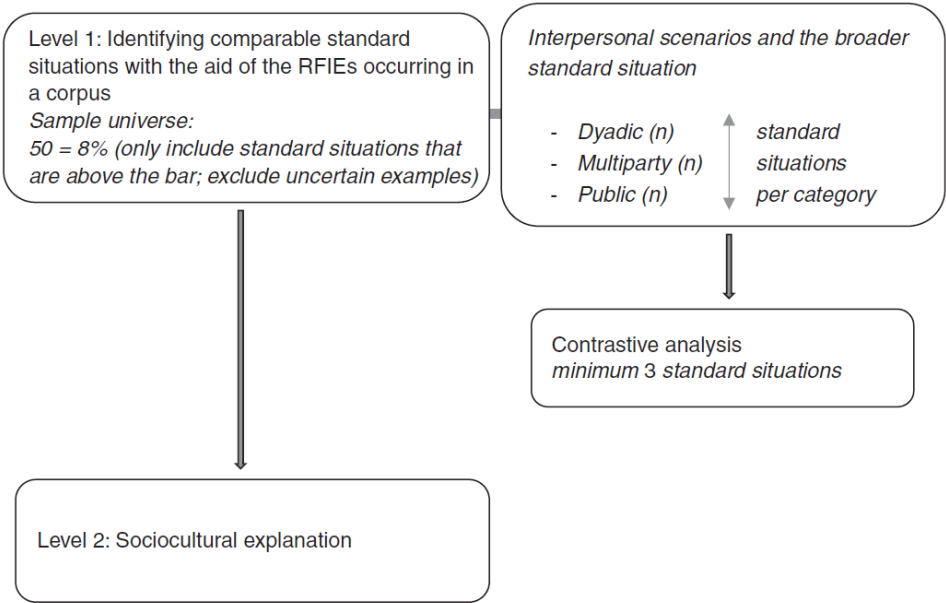 Level 1: Identifying comparable standard
situations with the aid of the RFIEs occurring in
a corpus
Sample universe:
50 = 8% (only include standard situations that
are above the bar; exclude uncertain examples)
Interpersonal scenarios and the broader
standard situation
- Dyadic (n) standard
- Multiparty (n) situations
- Public (n) per category
Contrastive analysis
minimum 3 standard situations
Level 2: Sociocultural explanation